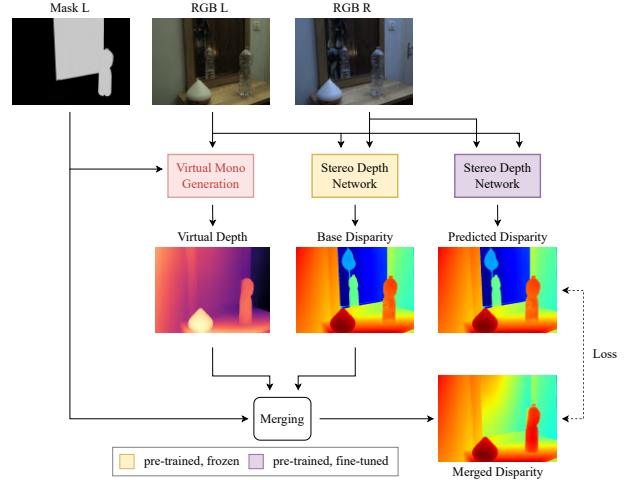 Mask L
RGB L
RGB R
Virtual Mono
Generation
Stereo Depth
Network
Stereo Depth
Network
Virtual Depth
Base Disparity
Predicted Disparity
Loss
Merging
pre-trained, frozen
pre-trained, fine-tuned
Merged Disparity